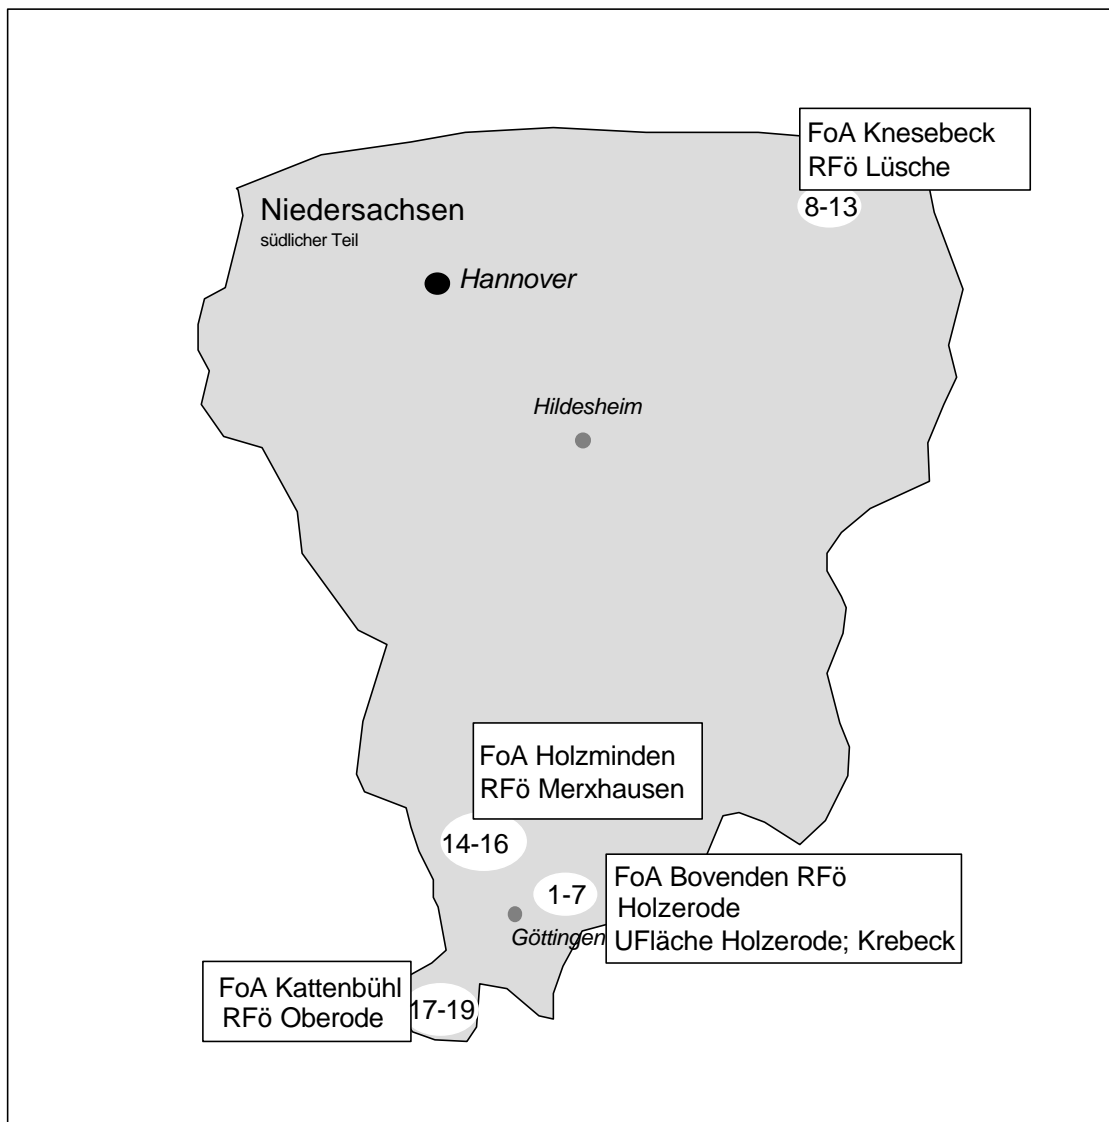 FoA Knesebeck
RFö Lüsche
8-13
Niedersachsen
südlicher Teil
Hannover
Hildesheim
FoA Holzminden
RFö Merxhausen
14-16
1-7
FoA Bovenden RFö
Holzerode
UFläche Holzerode; Krebeck
Göttingen
FoA Kattenbühl
RFö Oberode
17-19